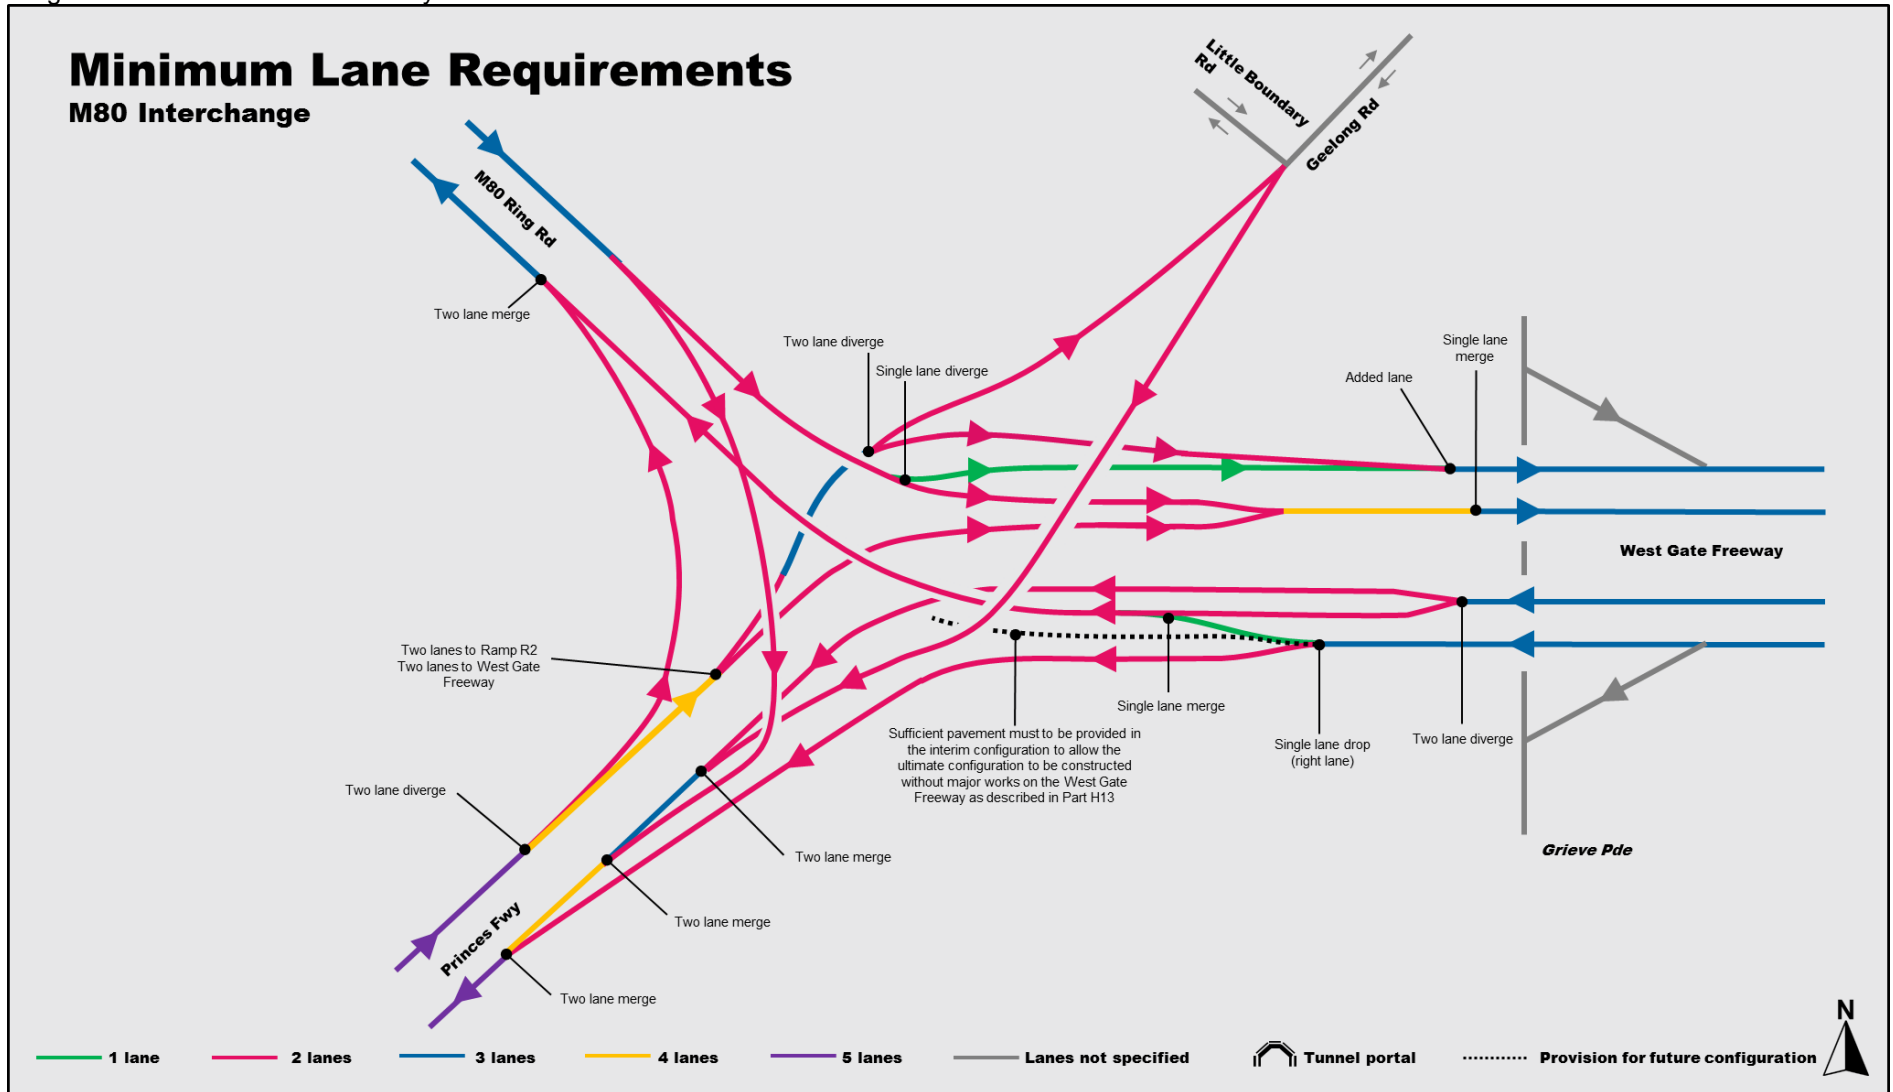 Minimum Lane Requirements
M80 Interchange
Little Boundary
Rd
Geelong Rd
M80 Ring Rd
Two lane merge
Two lane diverge
Single lane diverge
Single lane
merge
Added lane
West Gate Freeway
Two lanes to Ramp R2
Two lanes to West Gate
Freeway
Single lane merge
Sufficient pavement must to be provided in
the interim configuration to allow the
ultimate configuration to be constructed
without major works on the West Gate
Freeway as described in Part H13
Single lane drop
(right lane)
Two lane diverge
Two lane diverge
Two lane merge
Grieve Pde
Two lane merge
Princes Fwy
Two lane merge
N
1 lane
2 lanes
3 lanes
4 lanes
5 lanes
Lanes not specified
Tunnel portal
Provision for future configuration